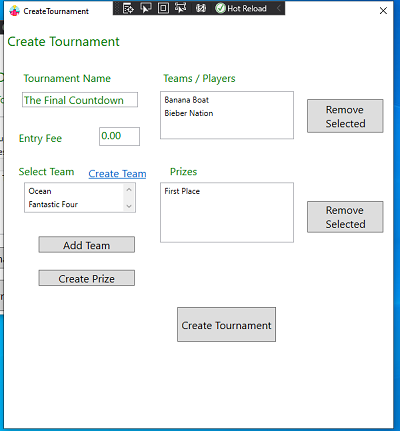 CreateTournament
Hot Reload
Create Tournament
Tournament Name
Teams / Players
The Final Countdown
Banana Boat
Bieber Nation
Remove
Selected
Entry Fee
0.00
Select Team
Create Team
Prizes
Ocean
Fantastic Four
First Place
Remove
Selected
Add Team
Create Prize
Create Tournament